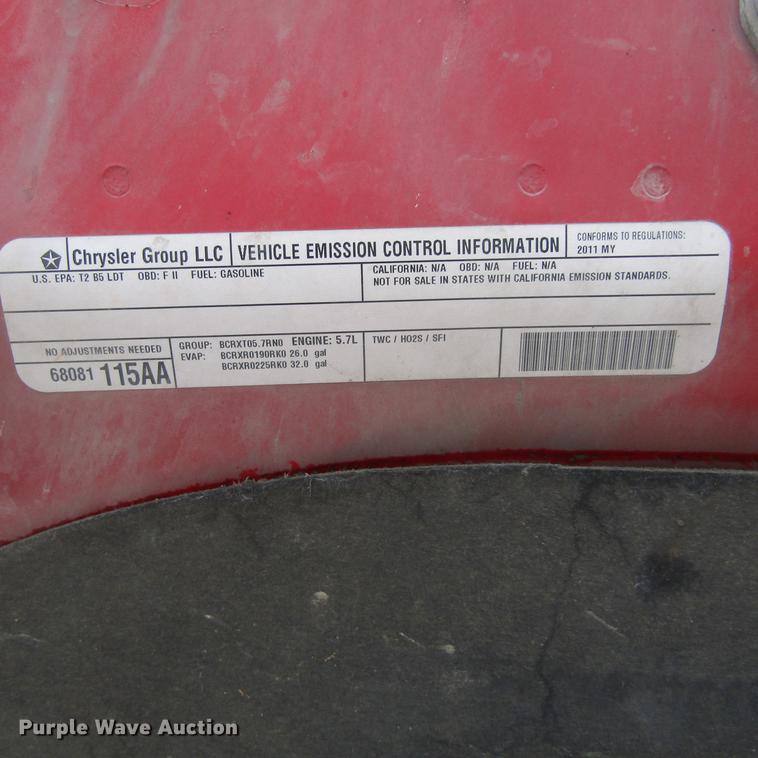 Chrysler Group LLC
VEHICLE EMISSION CONTROL INFORMATION
CONFORMS TO REGULATIONS:
2011 MY
U.S. EPA: T2 B5 LDT OBD: F II FUEL: GASOLINE
CALIFORNIA: N/A OBD: N/A FUEL: N/A
NOT FOR SALE IN STATES WITH CALIFORNIA EMISSION STANDARDS.
NO ADJUSTMENTS NEEDED
68081 115AA
GROUP: BCRXT05.7RN0 ENGINE: 5.7L
EVAP: BCRXR0190RK0 26.0 gal
BCRXR0225RK0 32.0 gal
TWC / HO2S / SFI
Purple Wave Auction